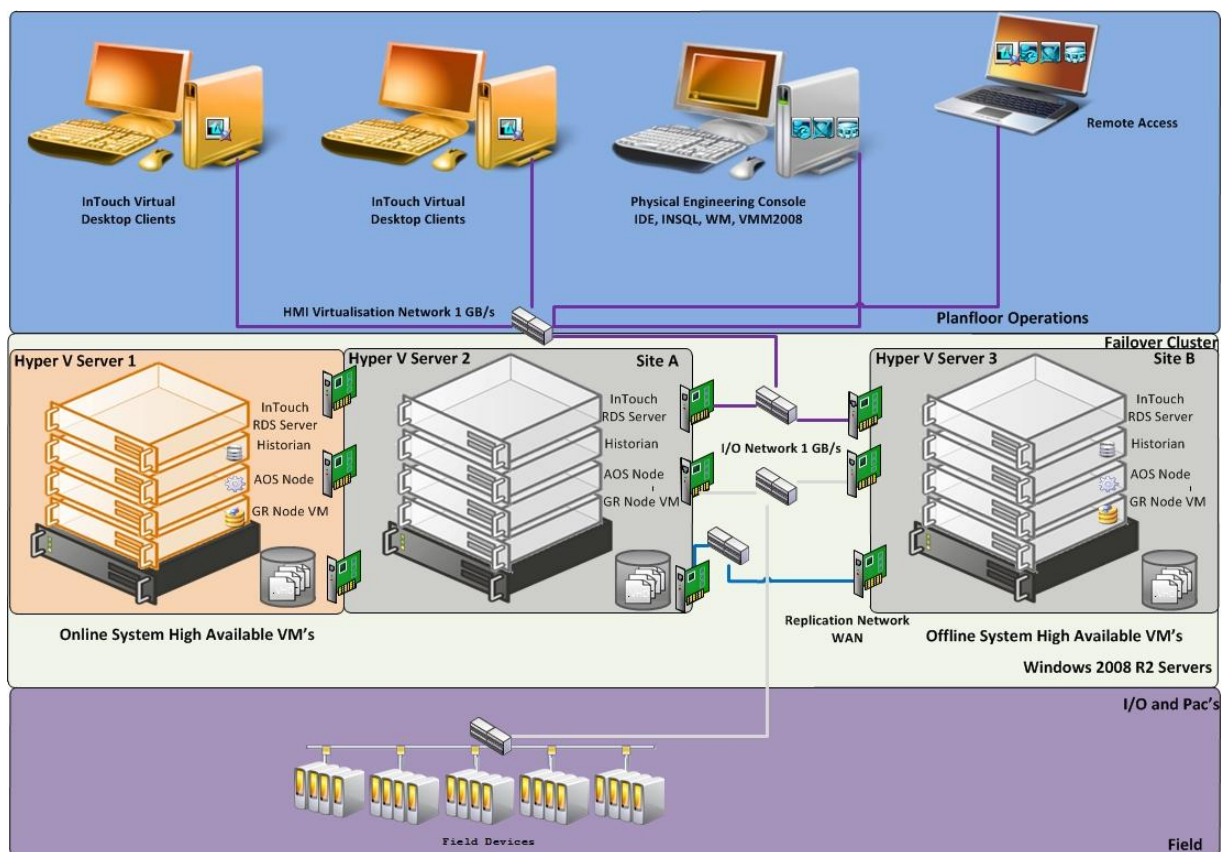 Remote Access
InTouch Virtual
Desktop Clients
InTouch Virtual
Desktop Clients
Physical Engineering Console
IDE, INSQL, WM, VMM2008
HMI Virtualisation Network 1 GB/s
Planfloor Operations
Failover Cluster
Hyper V Server 1
Hyper V Server 2
Site A
Hyper V Server 3
Site B
InTouch
RDS Server
Historian
AOS Node
GR Node VM
InTouch
RDS Server
Historian
AOS Node
GR Node VM
I/O Network 1 GB/s
InTouch
RDS Server
Historian
AOS Node
GR Node VM
Online System High Available VM's
Replication Network
WAN
Offline System High Available VM's
Windows 2008 R2 Servers
I/O and Pac's
Field Devices
Field